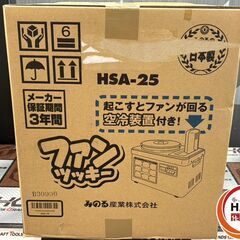 6
日本製
HSA-25
メーカー
保証期間
3年間
起こすとファンが回る
空冷装置付き!
ファン
ツッキー
みのる産業株式会社